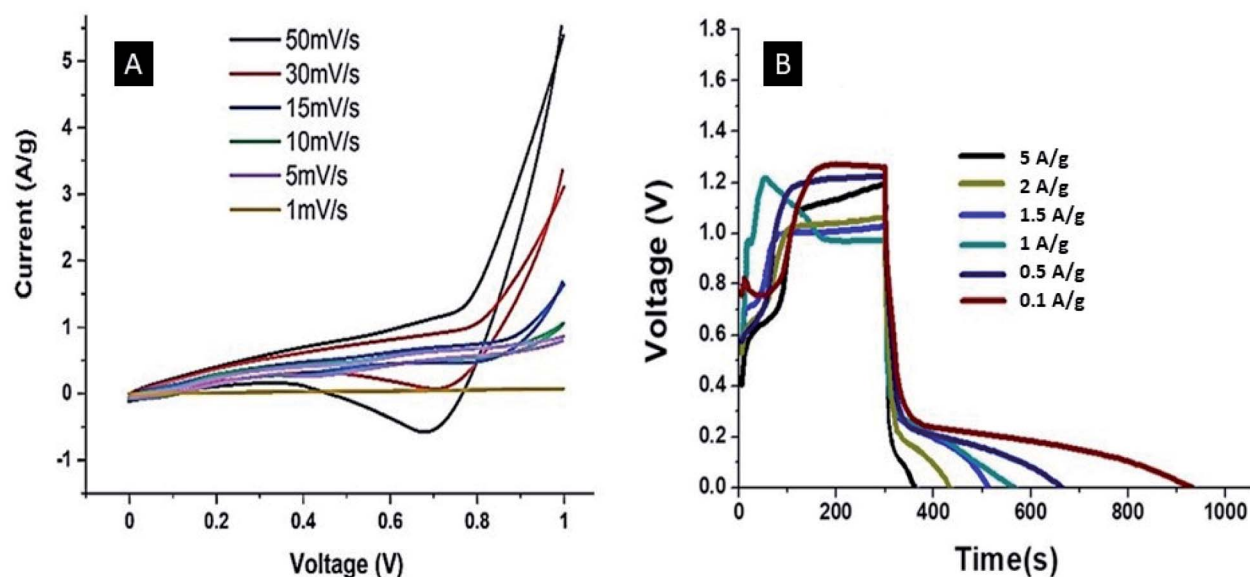 A
50mV/s
30mV/s
15mV/s
10mV/s
5mV/s
1mV/s
5
4
3
2
1
0
-1
Current (A/g)
0
0.2
0.4
0.6
0.8
1
Voltage (V)
B
5 A/g
2 A/g
1.5 A/g
1 A/g
0.5 A/g
0.1 A/g
1.8
1.6
1.4
1.2
1.0
0.8
0.6
0.4
0.2
0.0
Voltage (V)
0
200
400
600
800
1000
Time(s)